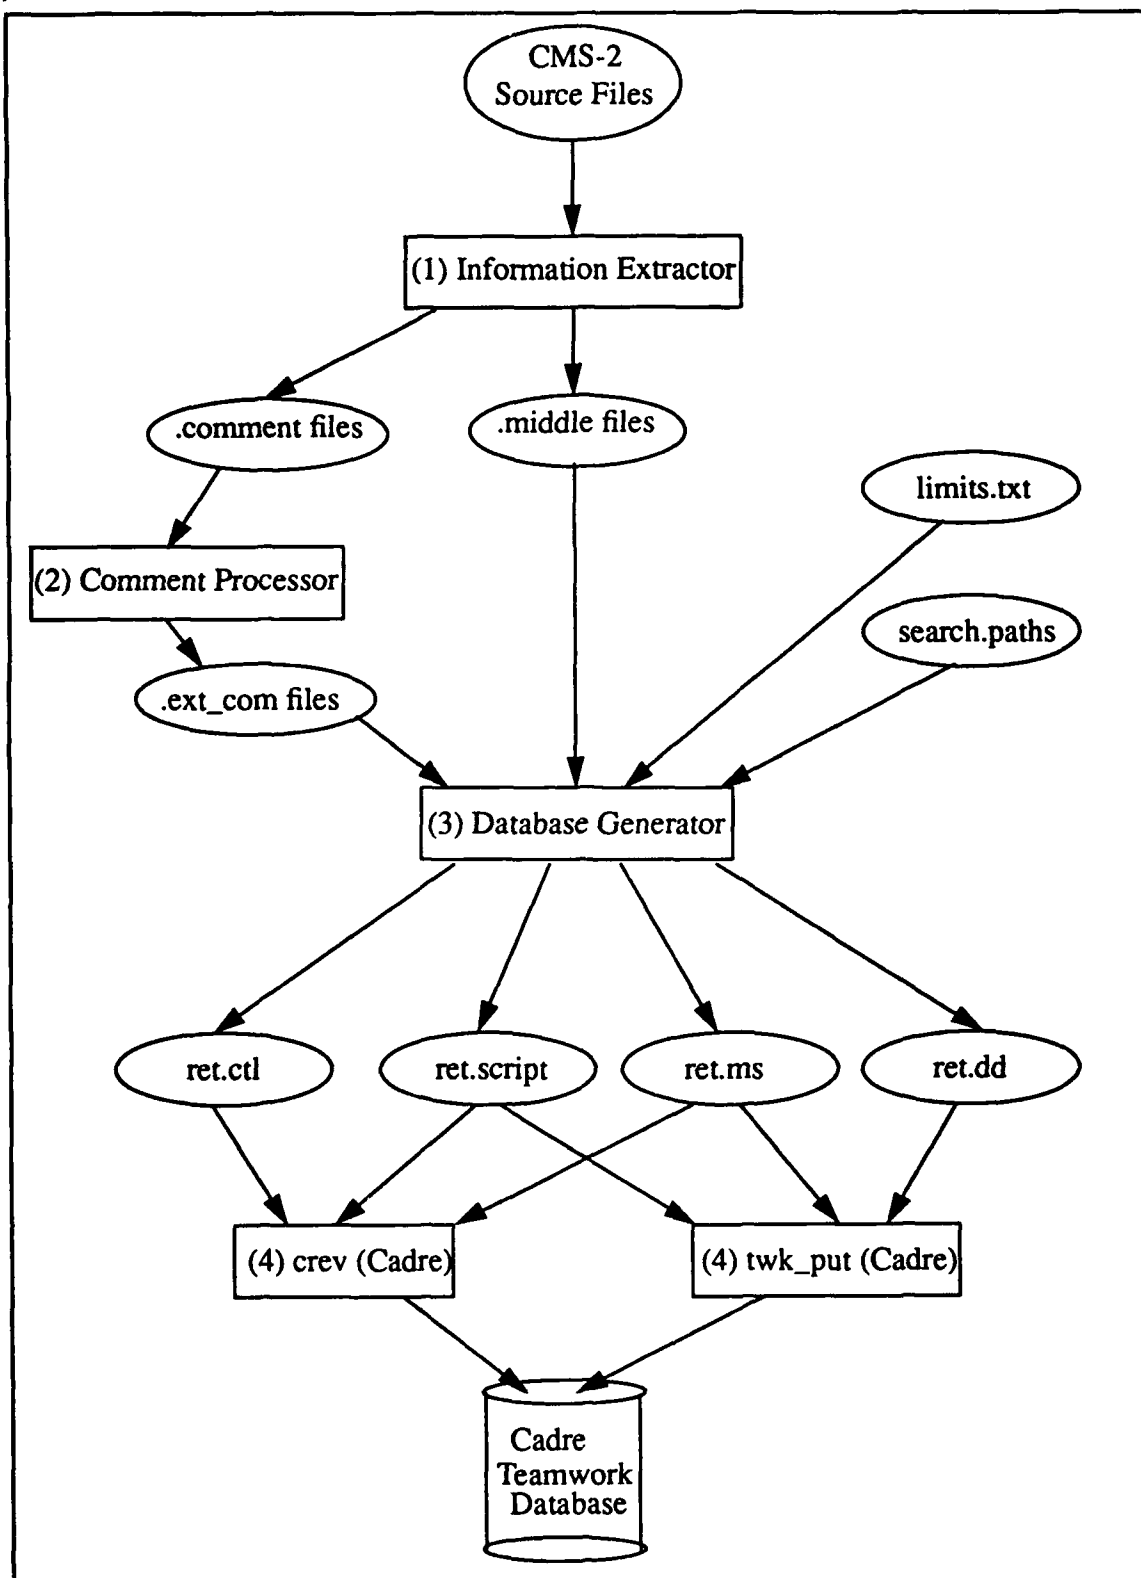 CMS-2
Source Files
(1) Information Extractor
.comment files
.middle files
limits.txt
(2) Comment Processor
search.paths
.ext_com files
(3) Database Generator
ret.ctl
ret.script
ret.ms
ret.dd
(4) crev (Cadre)
(4) twk_put (Cadre)
Cadre
Teamwork
Database